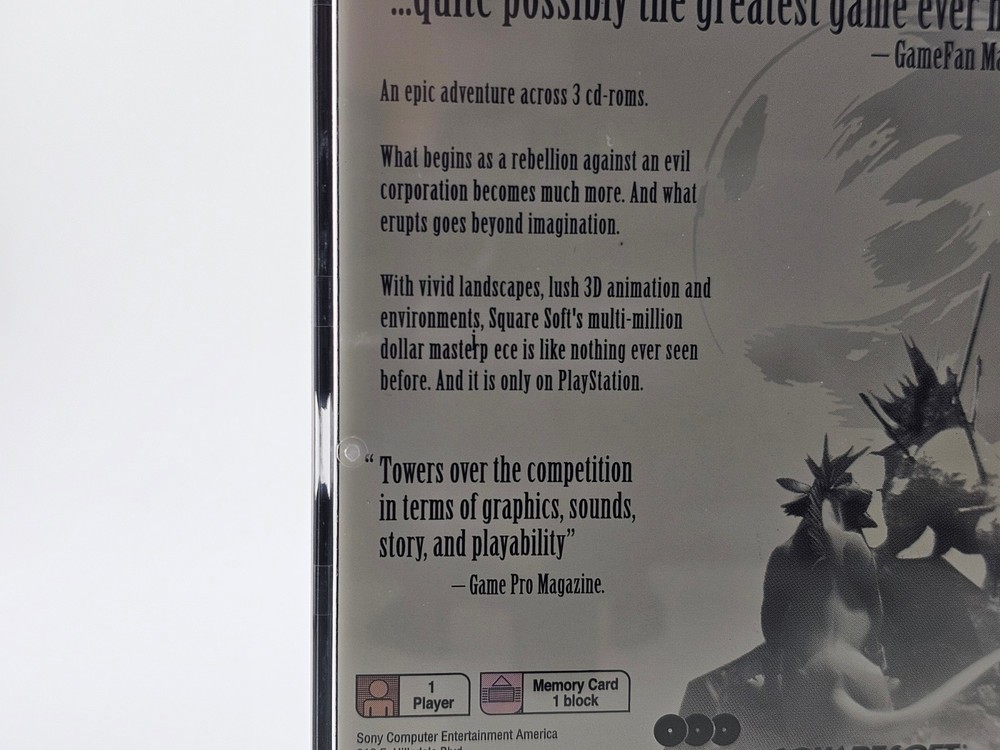 ...quite possibly the greatest game ever
— GameFan
An epic adventure across 3 cd-roms.
What begins as a rebellion against an evil
corporation becomes much more. And what
erupts goes beyond imagination.
With vivid landscapes, lush 3D animation and
environments, Square Soft's multi-million
dollar masterp ece is like nothing ever seen
before. And it is only on PlayStation.
“ Towers over the competition
in terms of graphics, sounds,
story, and playability”
— Game Pro Magazine.
1
Player
Memory Card
1 block
Sony Computer Entertainment America